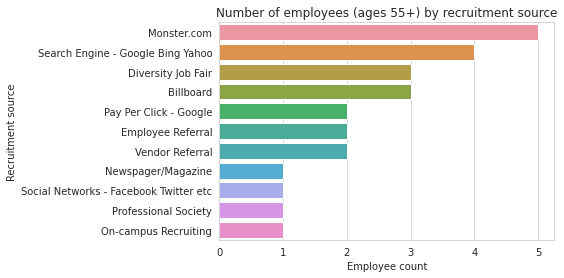 Number of employees (ages 55+) by recruitment source
Monster.com
Search Engine - Google Bing Yahoo
Diversity Job Fair
Billboard
Pay Per Click - Google
Employee Referral
Vendor Referral
Newspager/Magazine
Social Networks - Facebook Twitter etc
Professional Society
On-campus Recruiting
Recruitment source
0 1 2 3 4 5
Employee count